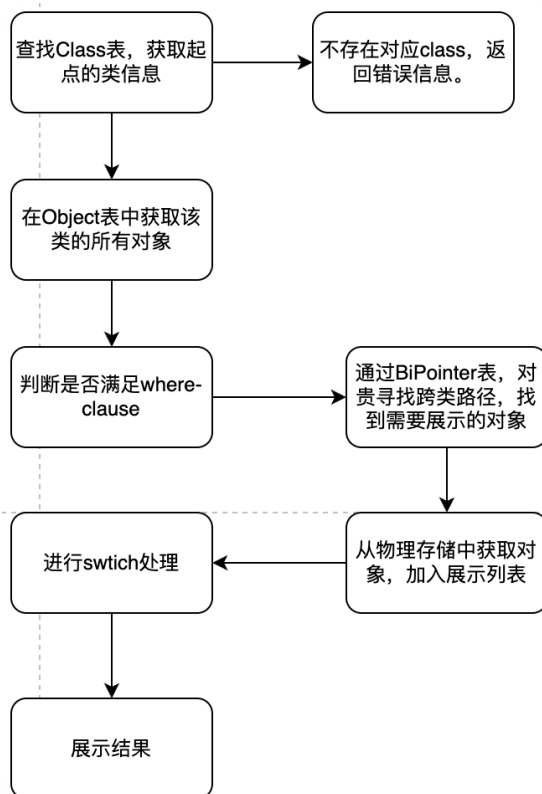 查找Class表，获取起
点的类信息
不存在对应class，返
回错误信息。
在Object表中获取该
类的所有对象
判断是否满足where-
clause
通过BiPointer表，对
贵寻找跨类路径，找
到需要展示的对象
进行swtich处理
从物理存储中获取对
象，加入展示列表
展示结果